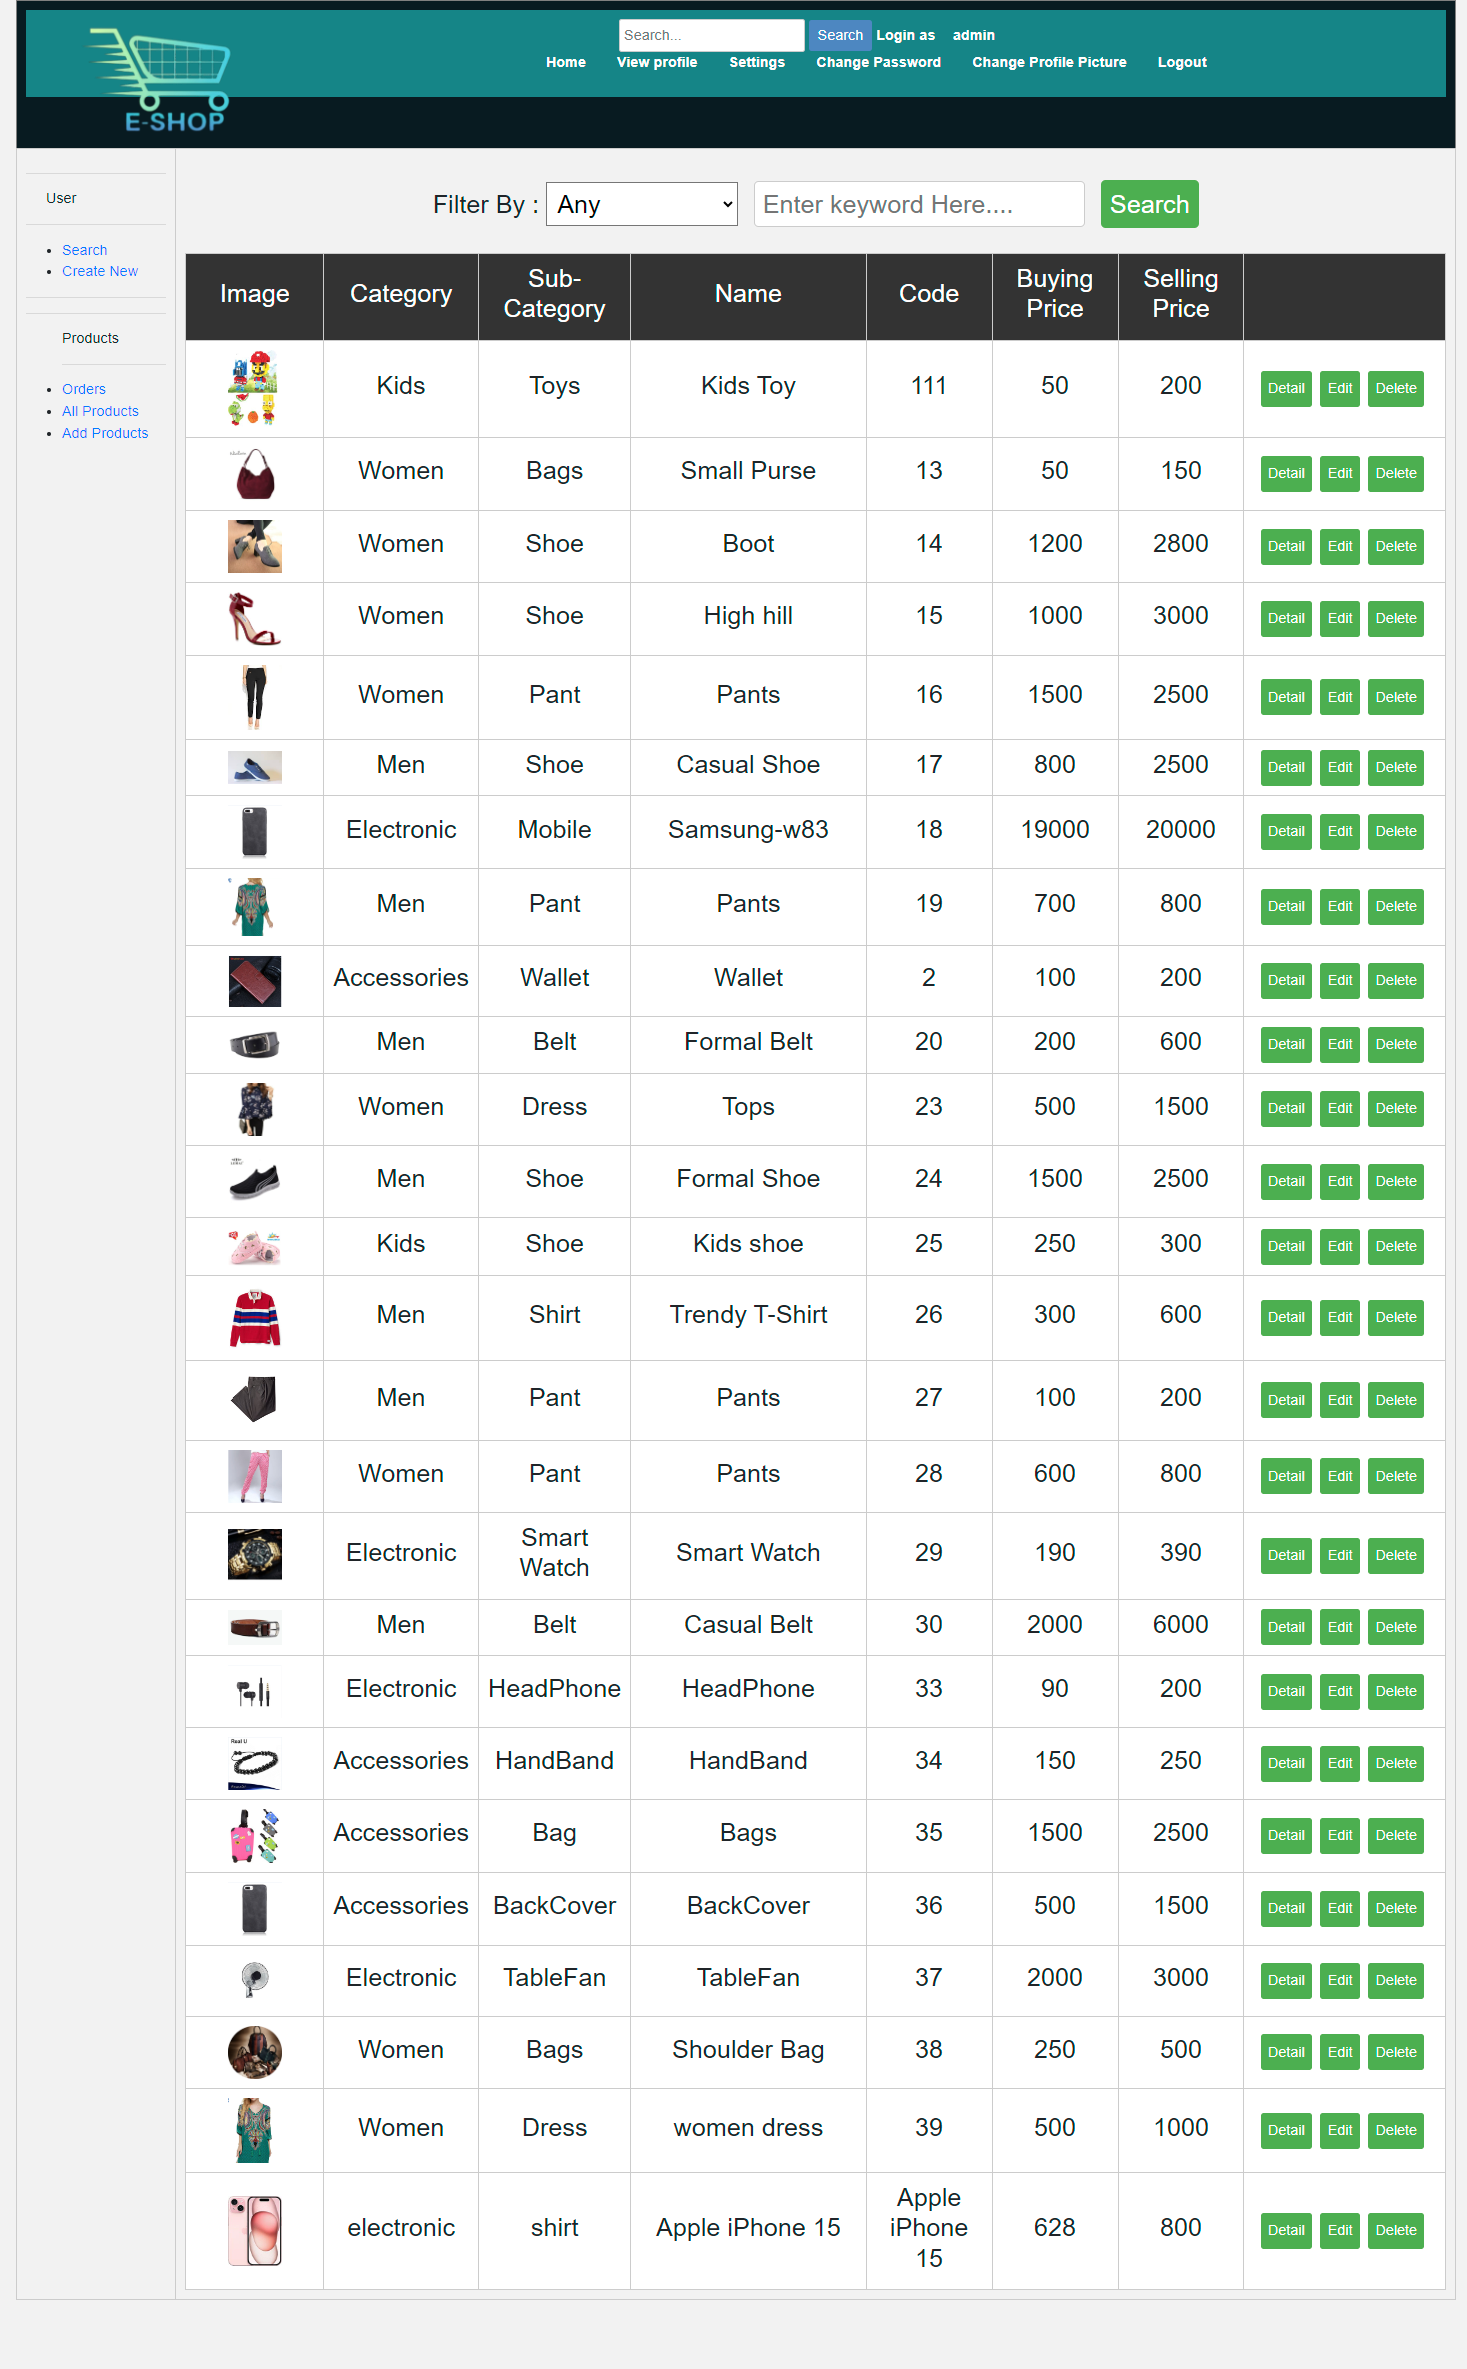 Search... Search Login as admin
Home View profile Settings Change Password Change Profile Picture Logout
E-SHOP
User
Search
Create New
Products
Orders
All Products
Add Products
Filter By : Any Enter keyword Here.... Search
Image Category Sub-Category Name Code Buying Price Selling Price
Kids Toys Kids Toy 111 50 200 Detail Edit Delete
Women Bags Small Purse 13 50 150 Detail Edit Delete
Women Shoe Boot 14 1200 2800 Detail Edit Delete
Women Shoe High hill 15 1000 3000 Detail Edit Delete
Women Pant Pants 16 1500 2500 Detail Edit Delete
Men Shoe Casual Shoe 17 800 2500 Detail Edit Delete
Electronic Mobile Samsung-w83 18 19000 20000 Detail Edit Delete
Men Pant Pants 19 700 800 Detail Edit Delete
Accessories Wallet Wallet 2 100 200 Detail Edit Delete
Men Belt Formal Belt 20 200 600 Detail Edit Delete
Women Dress Tops 23 500 1500 Detail Edit Delete
Men Shoe Formal Shoe 24 1500 2500 Detail Edit Delete
Kids Shoe Kids shoe 25 250 300 Detail Edit Delete
Men Shirt Trendy T-Shirt 26 300 600 Detail Edit Delete
Men Pant Pants 27 100 200 Detail Edit Delete
Women Pant Pants 28 600 800 Detail Edit Delete
Electronic Smart Watch Smart Watch 29 190 390 Detail Edit Delete
Men Belt Casual Belt 30 2000 6000 Detail Edit Delete
Electronic HeadPhone HeadPhone 33 90 200 Detail Edit Delete
Real U
Accessories HandBand HandBand 34 150 250 Detail Edit Delete
Accessories Bag Bags 35 1500 2500 Detail Edit Delete
Accessories BackCover BackCover 36 500 1500 Detail Edit Delete
Electronic TableFan TableFan 37 2000 3000 Detail Edit Delete
Women Bags Shoulder Bag 38 250 500 Detail Edit Delete
Women Dress women dress 39 500 1000 Detail Edit Delete
electronic shirt Apple iPhone 15 Apple iPhone 15 628 800 Detail Edit Delete